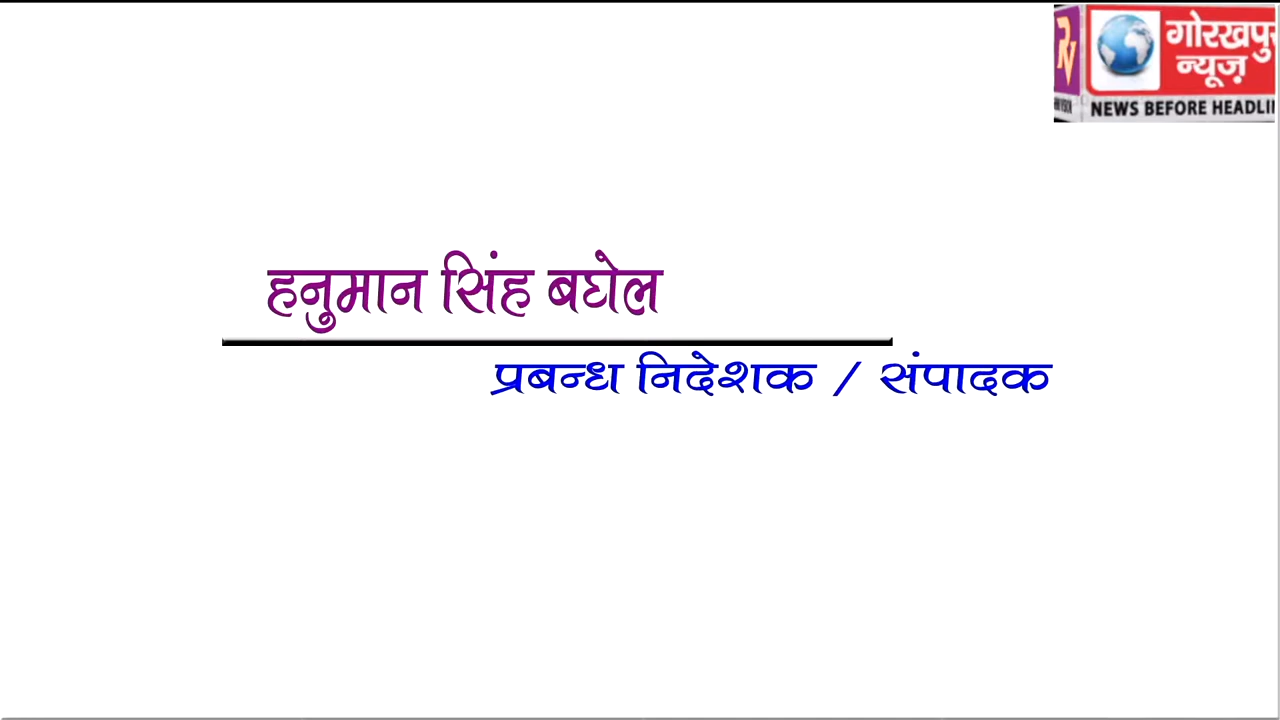 गोरखपुर
न्यूज़
NEWS BEFORE HEADLI
हनुमान सिंह बघेल
प्रबन्ध निदेशक / संपादक